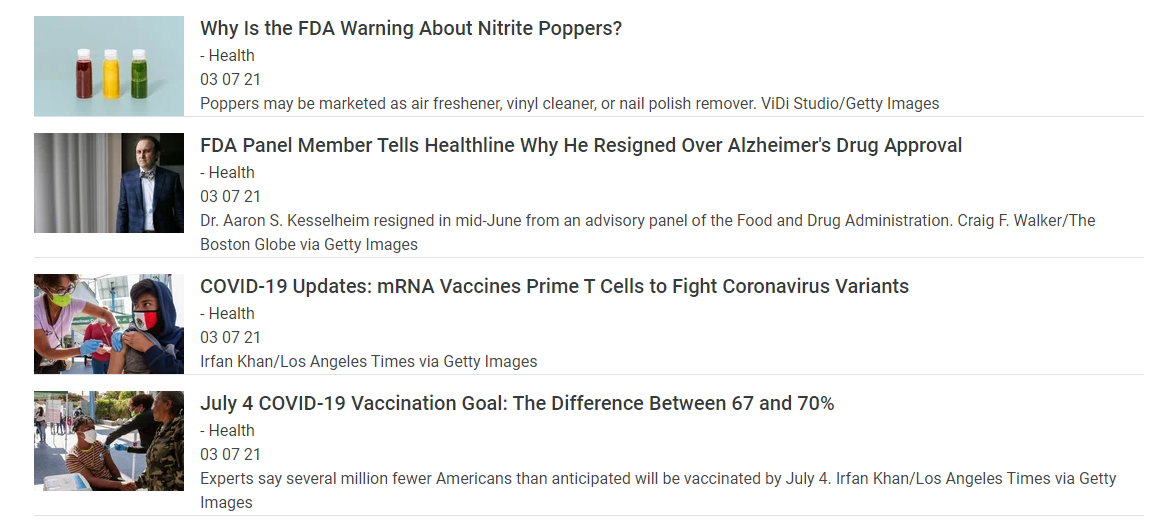 Why Is the FDA Warning About Nitrite Poppers?
- Health
03 07 21
Poppers may be marketed as air freshener, vinyl cleaner, or nail polish remover. ViDi Studio/Getty Images
FDA Panel Member Tells Healthline Why He Resigned Over Alzheimer's Drug Approval
- Health
03 07 21
Dr. Aaron S. Kesselheim resigned in mid-June from an advisory panel of the Food and Drug Administration. Craig F. Walker/The
Boston Globe via Getty Images
COVID-19 Updates: mRNA Vaccines Prime T Cells to Fight Coronavirus Variants
- Health
03 07 21
Irfan Khan/Los Angeles Times via Getty Images
July 4 COVID-19 Vaccination Goal: The Difference Between 67 and 70%
- Health
03 07 21
Experts say several million fewer Americans than anticipated will be vaccinated by July 4. Irfan Khan/Los Angeles Times via Getty
Images